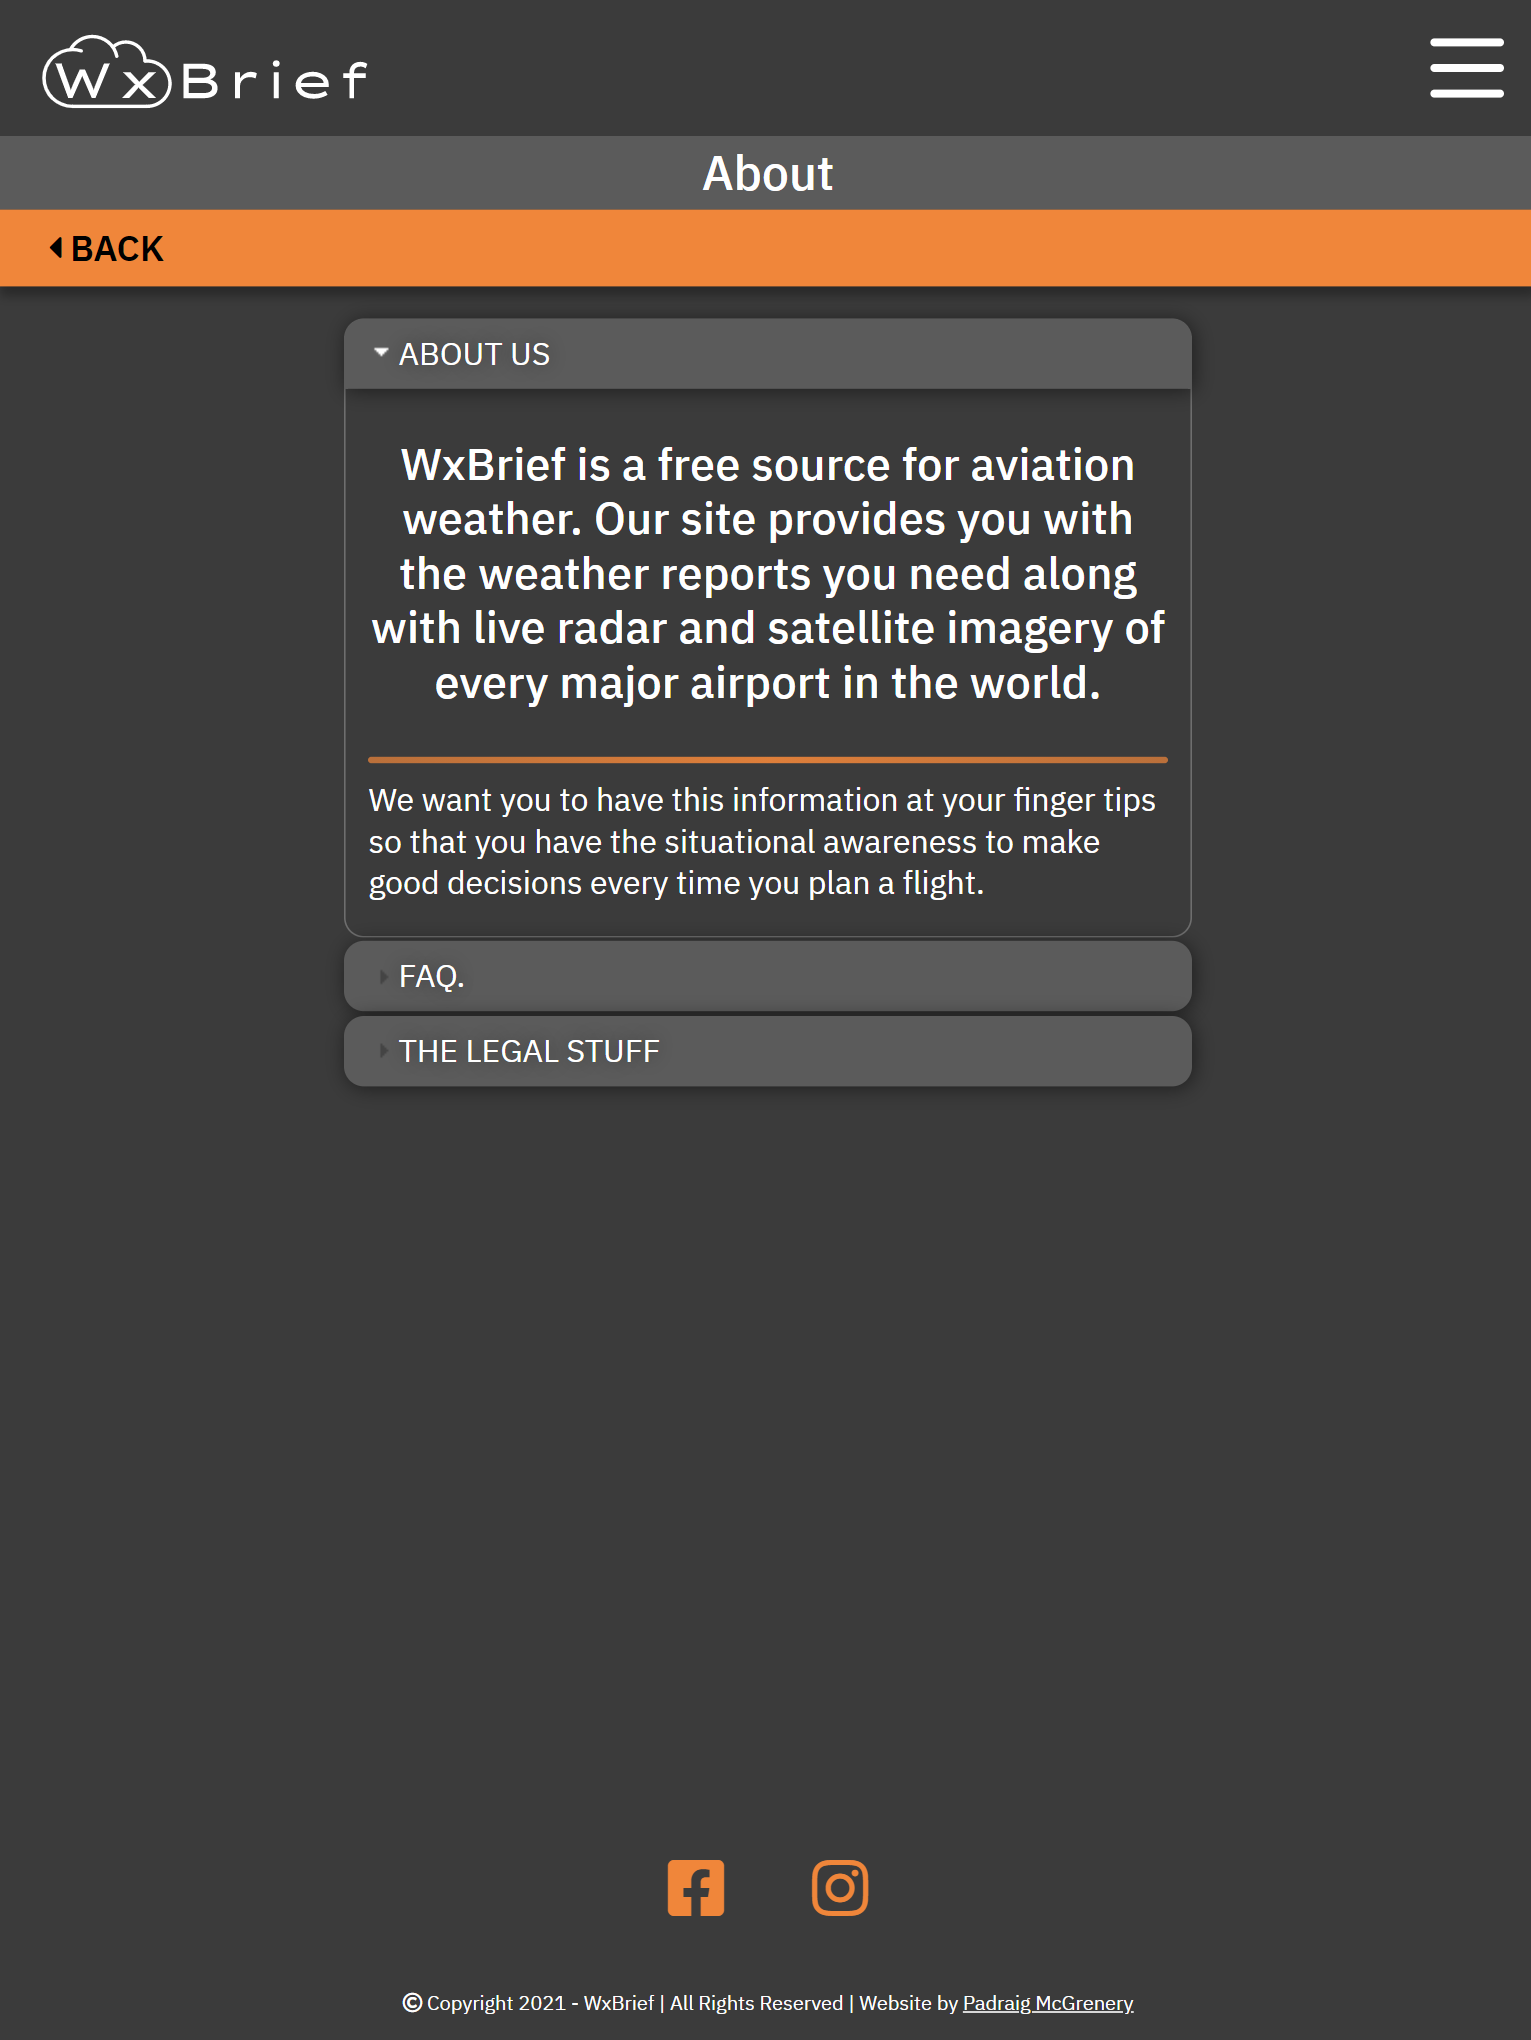 WxBrief
About
BACK
ABOUT US
WxBrief is a free source for aviation
weather. Our site provides you with
the weather reports you need along
with live radar and satellite imagery of
every major airport in the world.
We want you to have this information at your finger tips
so that you have the situational awareness to make
good decisions every time you plan a flight.
FAQ.
THE LEGAL STUFF
© Copyright 2021 - WxBrief | All Rights Reserved | Website by Padraig McGrenery